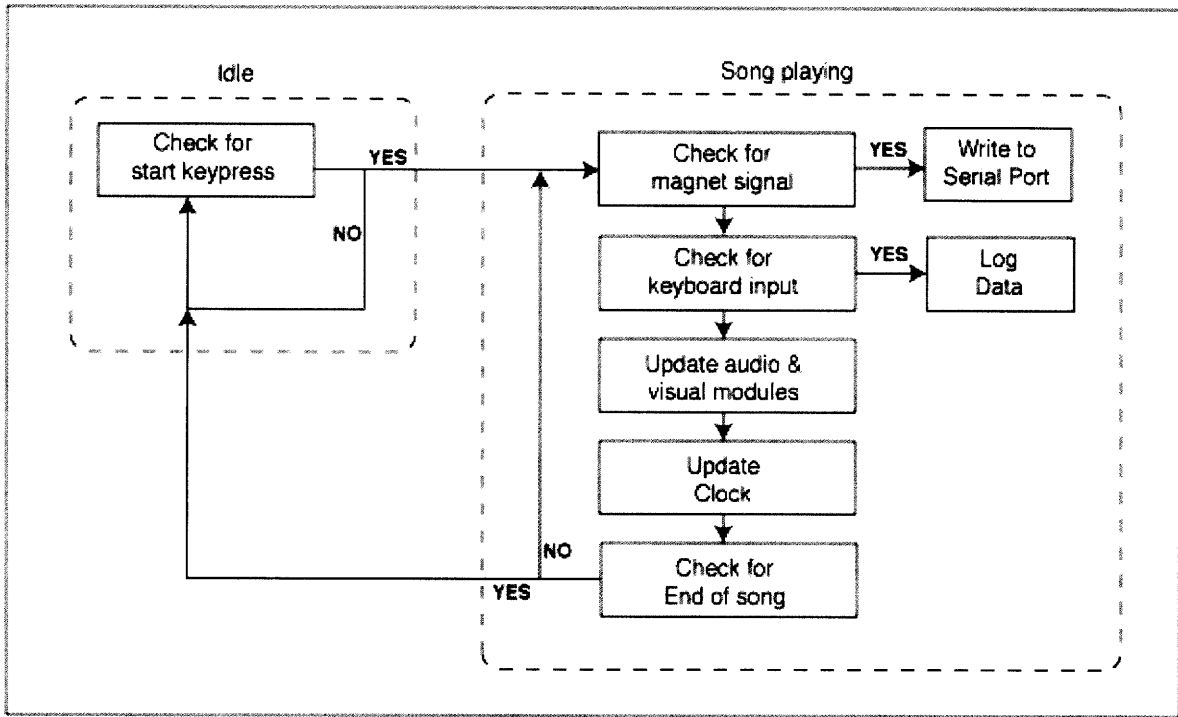 Idle
Song playing
Check for
start keypress
YES
NO
Check for
magnet signal
YES
Write to
Serial Port
Check for
keyboard input
YES
Log
Data
Update audio &
visual modules
Update
Clock
NO
YES
Check for
End of song